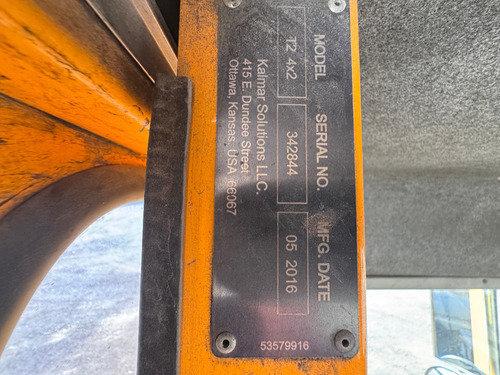 MODEL SERIAL NO. MFG. DATE
T2 4x2 342844 05 2016
Kalmar Solutions LLC.
415 E. Dundee Street
Ottawa, Kansas, USA 66067
53579916